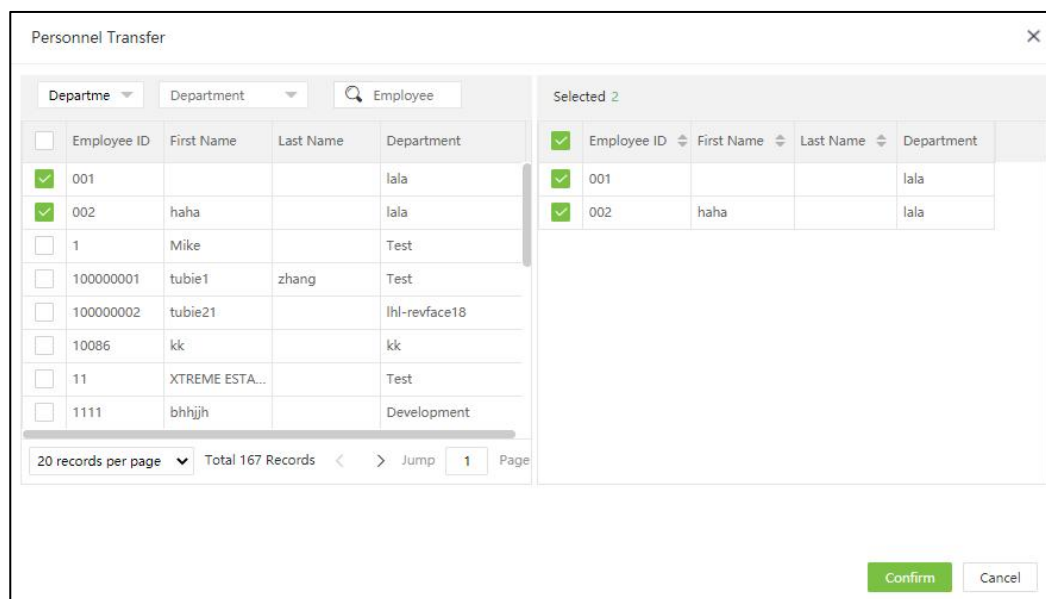 Personnel Transfer
Departme Department Employee
Employee ID First Name Last Name Department
001 lala
002 haha lala
1 Mike Test
100000001 tubie1 zhang Test
100000002 tubie21 lhl-revface18
10086 kk kk
11 XTREME ESTA... Test
1111 bhhjjh Development
20 records per page Total 167 Records < > Jump 1 Page
Selected 2
Employee ID First Name Last Name Department
001 lala
002 haha lala
Confirm Cancel